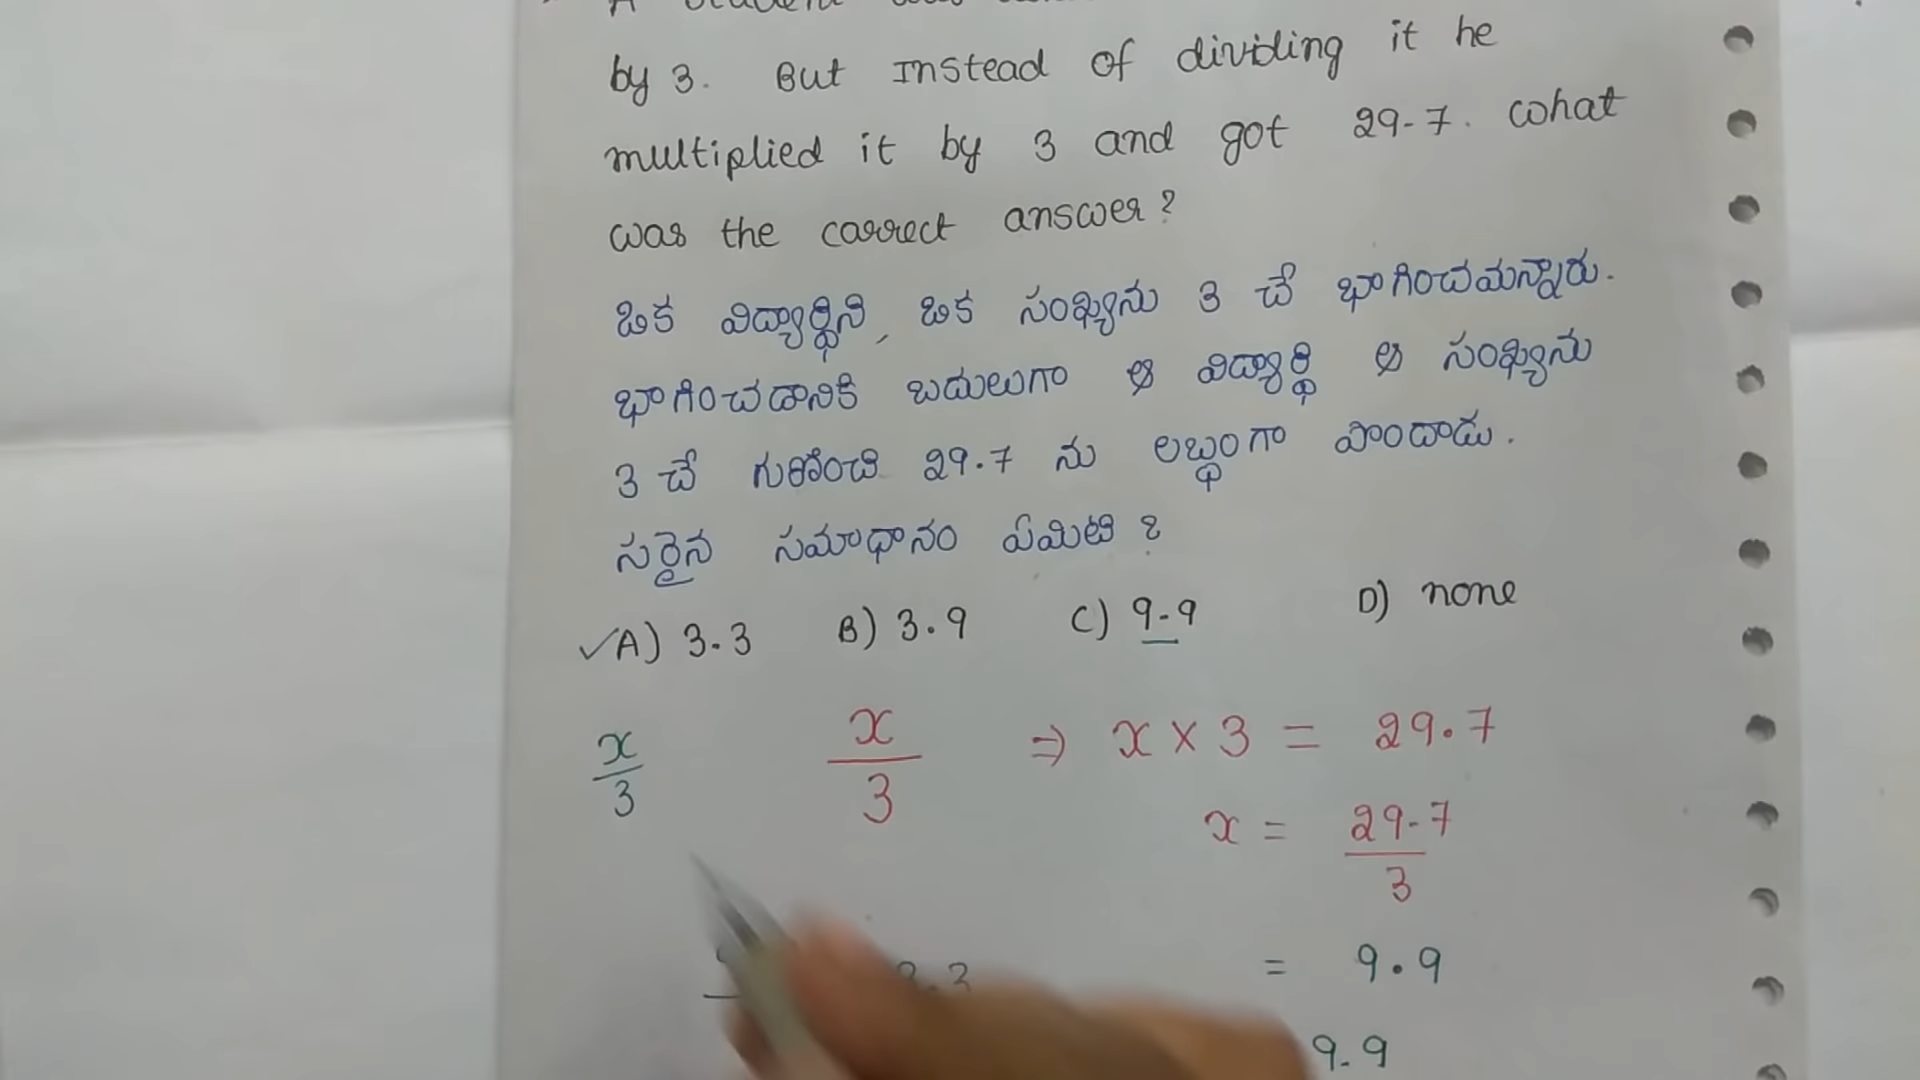 by 3. But Instead of dividing it he
multiplied it by 3 and got 29.7. what
was the correct answer?
ఒక విద్యార్థిని, ఒక సంఖ్యను 3 చే భాగించమన్నారు.
భాగించడానికి బదులుగా ఆ విద్యార్థి ఆ సంఖ్యను
3 చే గుణించి 29.7 ను లబ్ధంగా పొందాడు.
సరైన సమాధానం ఏమిటి?
✓A) 3.3 B) 3.9 C) 9.9 D) none
x/3 x/3 ⇒ x × 3 = 29.7
x = 29.7/3
3.3 = 9.9
9.9